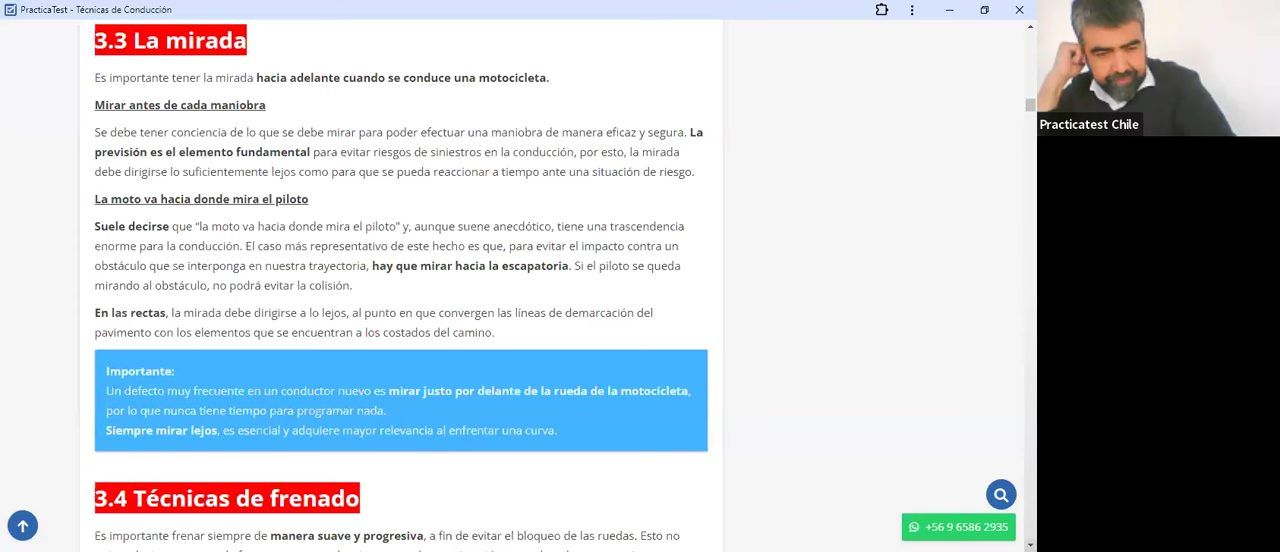 PracticaTest - Técnicas de Conducción
3.3 La mirada
Es importante tener la mirada hacia adelante cuando se conduce una motocicleta.
Mirar antes de cada maniobra
Se debe tener conciencia de lo que se debe mirar para poder efectuar una maniobra de manera eficaz y segura. La
previsión es el elemento fundamental para evitar riesgos de siniestros en la conducción, por esto, la mirada
debe dirigirse lo suficientemente lejos como para que se pueda reaccionar a tiempo ante una situación de riesgo.
La moto va hacia donde mira el piloto
Suele decirse que “la moto va hacia donde mira el piloto” y, aunque suene anecdótico, tiene una trascendencia
enorme para la conducción. El caso más representativo de este hecho es que, para evitar el impacto contra un
obstáculo que se interponga en nuestra trayectoria, hay que mirar hacia la escapatoria. Si el piloto se queda
mirando al obstáculo, no podrá evitar la colisión.
En las rectas, la mirada debe dirigirse a lo lejos, al punto en que convergen las líneas de demarcación del
pavimento con los elementos que se encuentran a los costados del camino.
Importante:
Un defecto muy frecuente en un conductor nuevo es mirar justo por delante de la rueda de la motocicleta,
por lo que nunca tiene tiempo para programar nada.
Siempre mirar lejos, es esencial y adquiere mayor relevancia al enfrentar una curva.
3.4 Técnicas de frenado
Es importante frenar siempre de manera suave y progresiva, a fin de evitar el bloqueo de las ruedas. Esto no
+56 9 6586 2935
Practicatest Chile